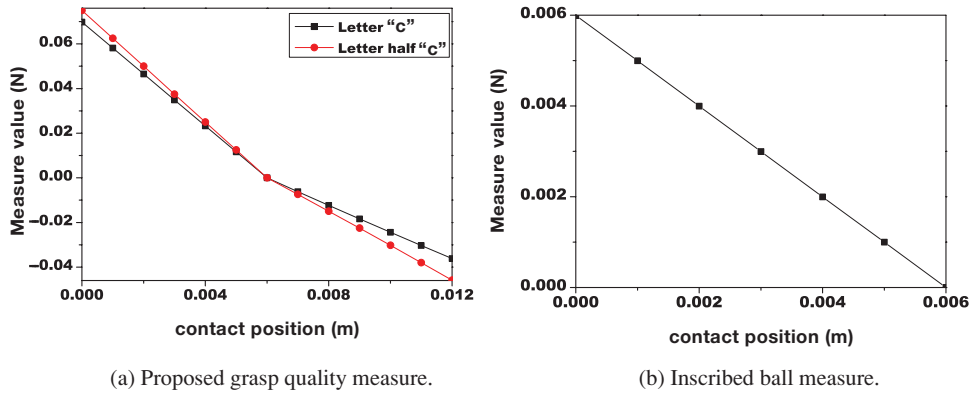 Measure value (N)
0.06
0.04
0.02
0.00
−0.02
−0.04
0.000 0.004 0.008 0.012
contact position (m)
Letter “C”
Letter half “C”
(a) Proposed grasp quality measure.
Measure value (N)
0.006
0.004
0.002
0.000
0.000 0.002 0.004 0.006
contact position (m)
(b) Inscribed ball measure.